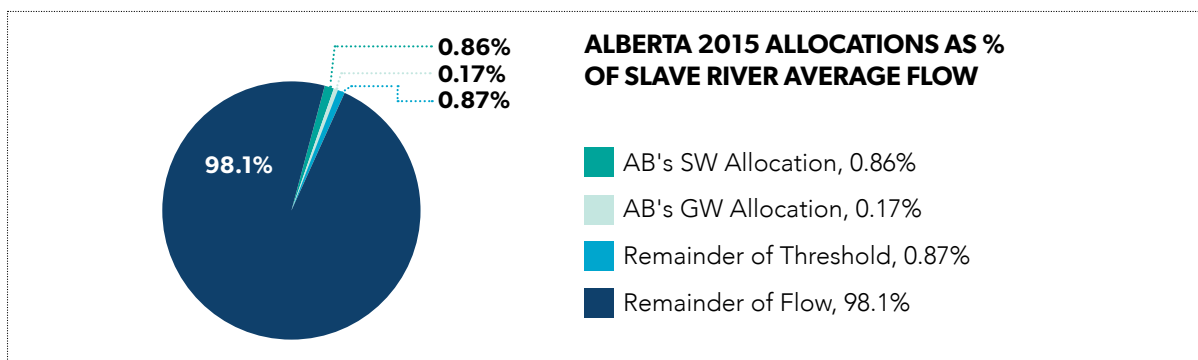 0.86%
0.17%
0.87%
98.1%
ALBERTA 2015 ALLOCATIONS AS %
OF SLAVE RIVER AVERAGE FLOW
AB's SW Allocation, 0.86%
AB's GW Allocation, 0.17%
Remainder of Threshold, 0.87%
Remainder of Flow, 98.1%